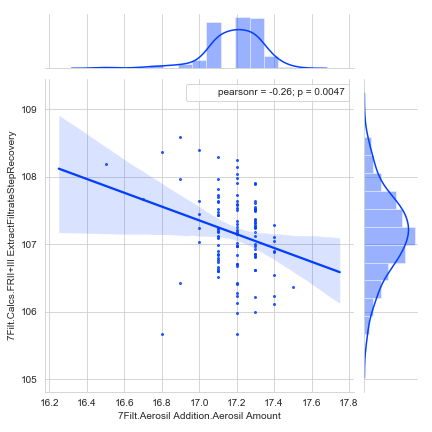 pearsonr = -0.26; p = 0.0047
109
108
107
106
105
7Filt.Calcs.FRII+III ExtractFiltrateStepRecovery
16.2 16.4 16.6 16.8 17.0 17.2 17.4 17.6 17.8
7Filt.Aerosil Addition.Aerosil Amount